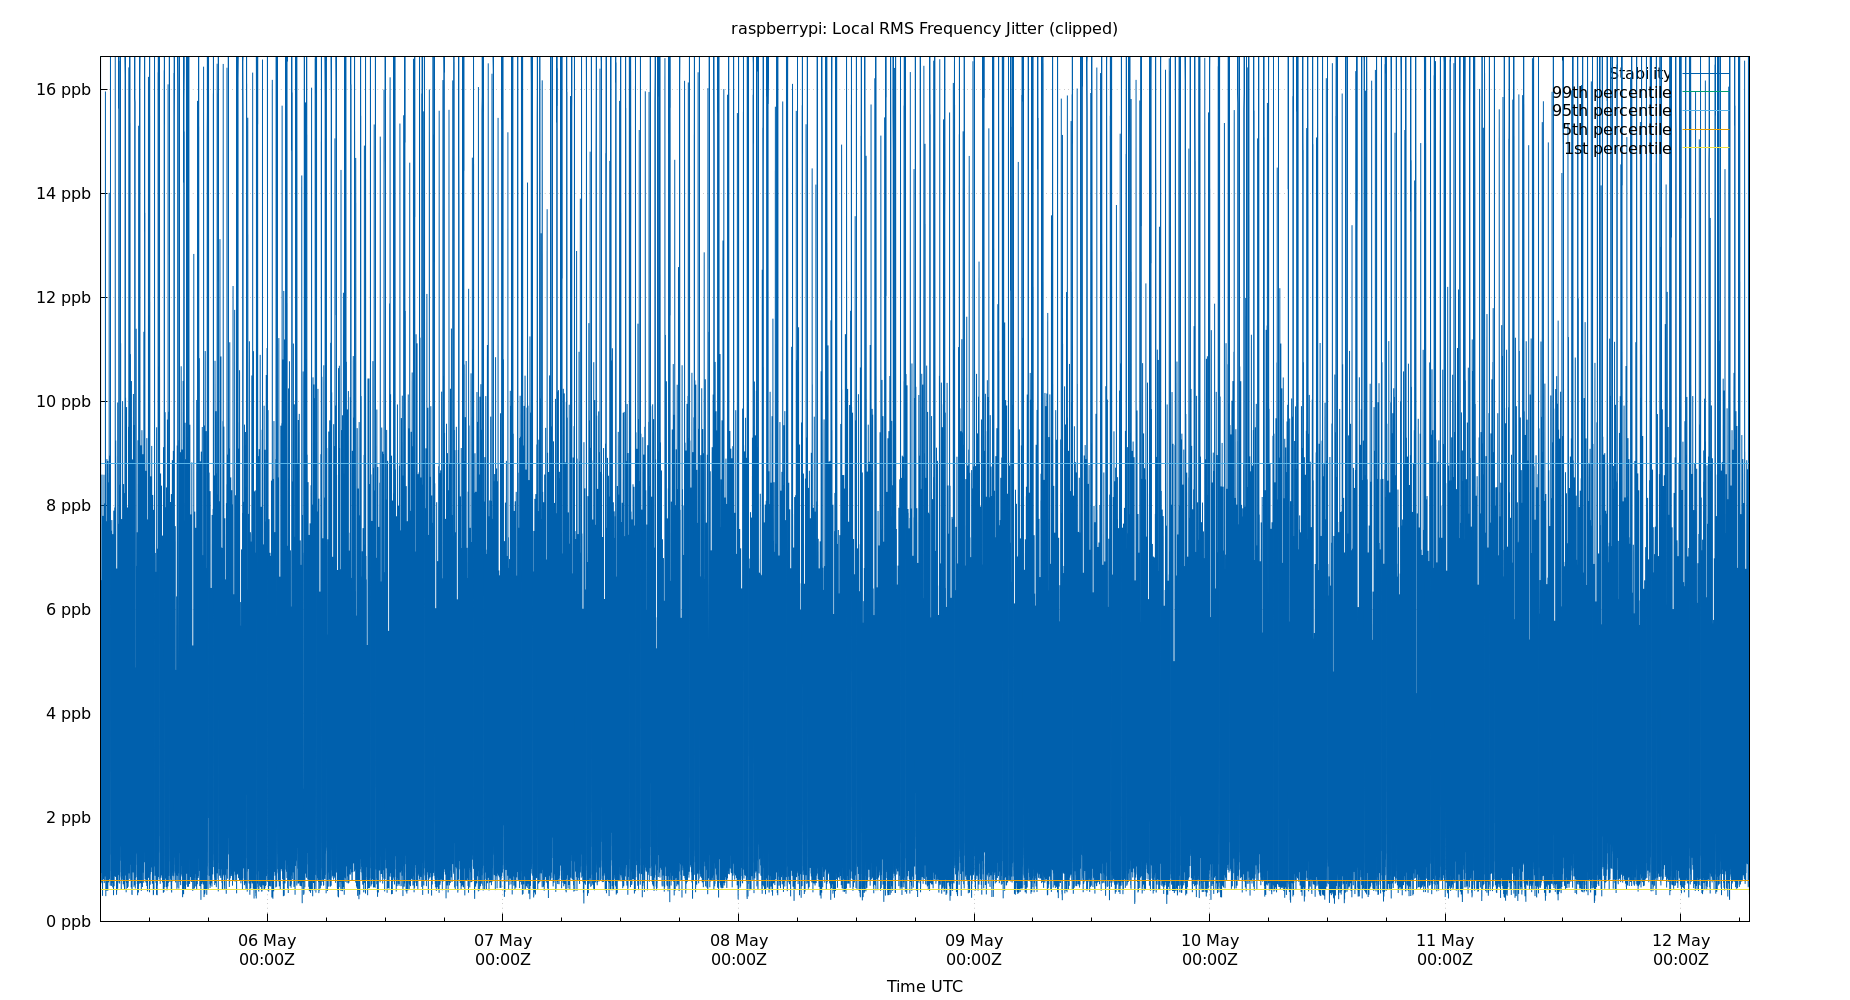 raspberrypi: Local RMS Frequency Jitter (clipped)
16 ppb
14 ppb
12 ppb
10 ppb
8 ppb
6 ppb
4 ppb
2 ppb
0 ppb
Stability
99th percentile
95th percentile
5th percentile
1st percentile
06 May 07 May 08 May 09 May 10 May 11 May 12 May
00:00Z 00:00Z 00:00Z 00:00Z 00:00Z 00:00Z 00:00Z
Time UTC